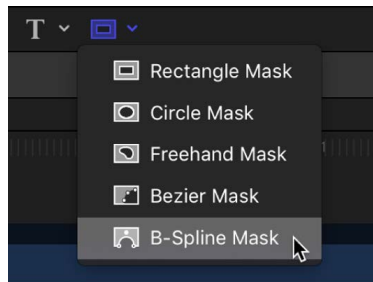 T
Rectangle Mask
Circle Mask
Freehand Mask
Bezier Mask
B-Spline Mask